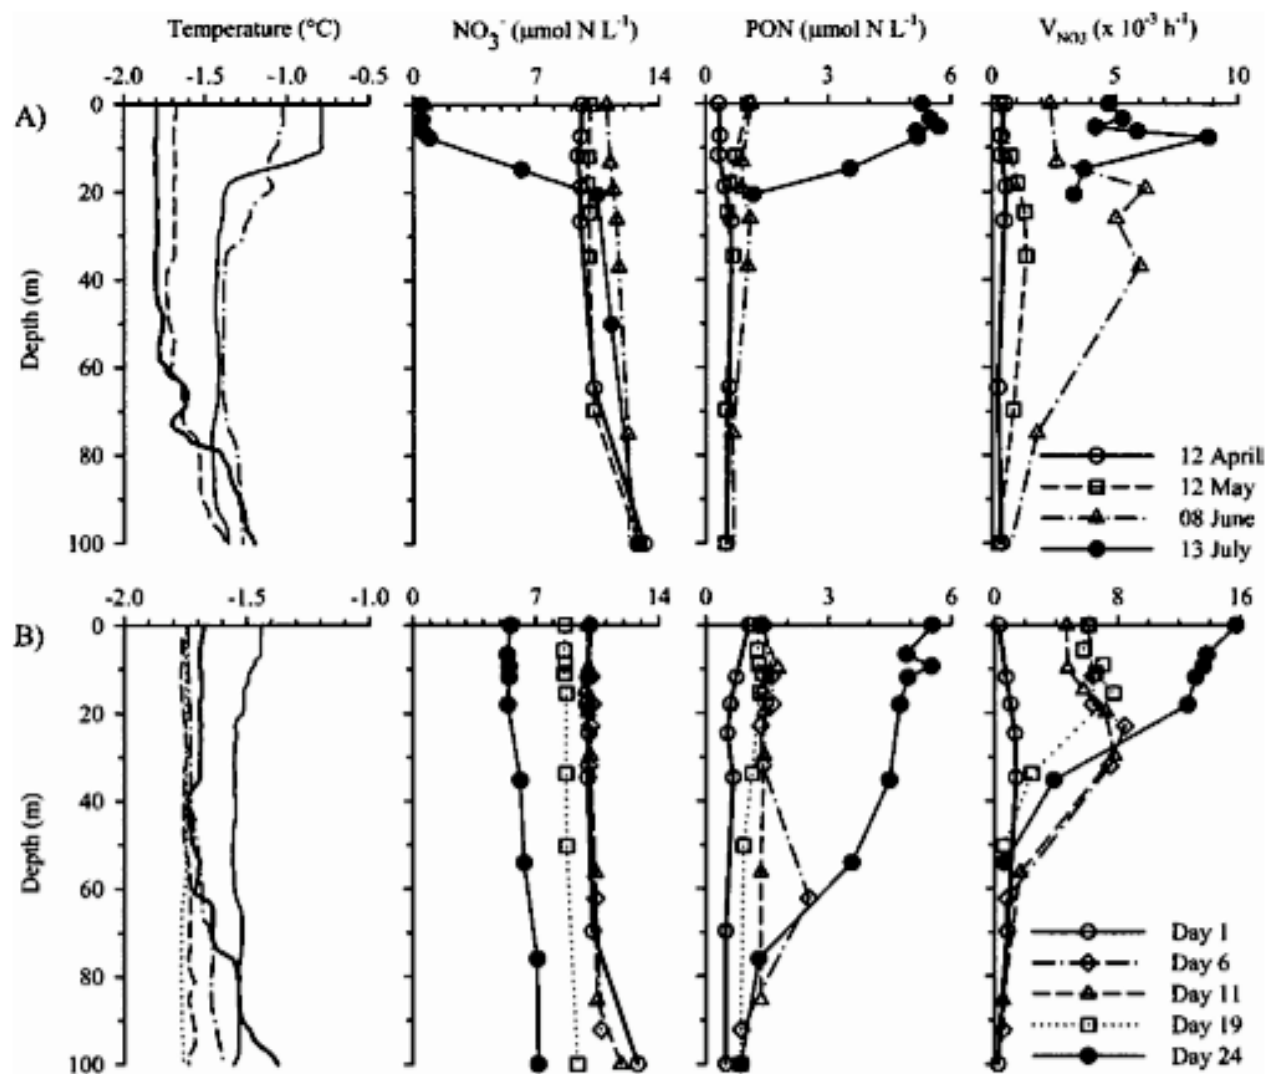 Temperature (°C) NO3- (µmol N L-1) PON (µmol N L-1) VNO3 (x 10-3 h-1)
-2.0 -1.5 -1.0 -0.5 0 7 14 0 3 6 0 5 10
A)
0
20
40
60
80
100
Depth (m)
12 April
12 May
08 June
13 July
-2.0 -1.5 -1.0 0 7 14 0 3 6 0 8 16
B)
0
20
40
60
80
100
Depth (m)
Day 1
Day 6
Day 11
Day 19
Day 24